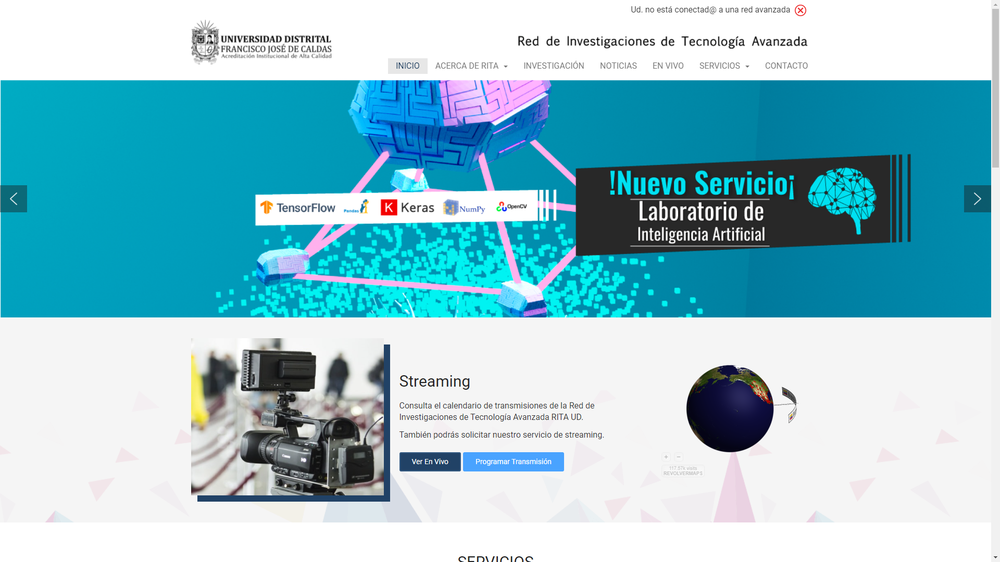 Ud. no está conectad@ a una red avanzada
UNIVERSIDAD DISTRITAL
FRANCISCO JOSÉ DE CALDAS
Acreditación Institucional de Alta Calidad
Red de Investigaciones de Tecnología Avanzada
INICIO ACERCA DE RITA INVESTIGACIÓN NOTICIAS EN VIVO SERVICIOS CONTACTO
!Nuevo Servicio¡
Laboratorio de
Inteligencia Artificial
TensorFlow Pandas K Keras NumPy OpenCV
Streaming
Consulta el calendario de transmisiones de la Red de
Investigaciones de Tecnología Avanzada RITA UD.
También podrás solicitar nuestro servicio de streaming.
Ver En Vivo Programar Transmisión
+ −
117.57k visits
REVOLVERMAPS
Canon
HD
SERVICIOS